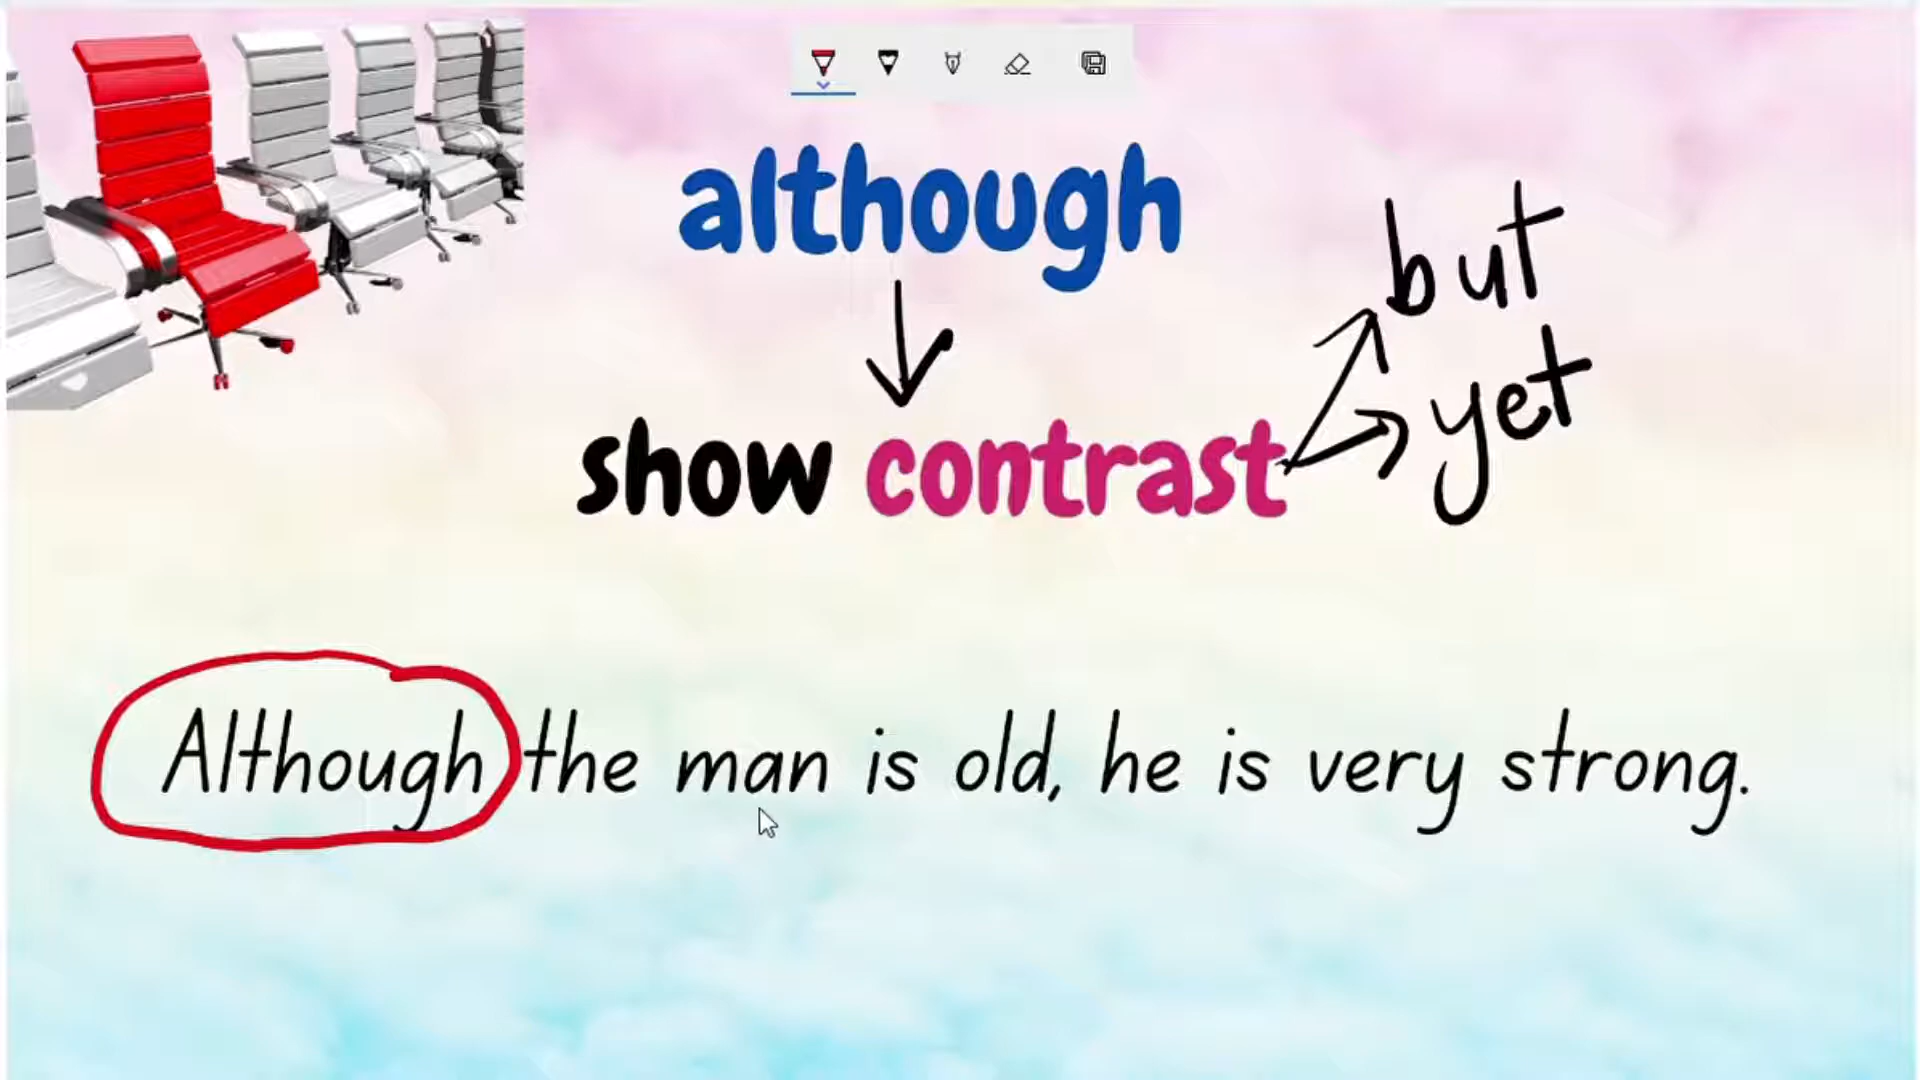 although
but
yet
show contrast
Although the man is old, he is very strong.